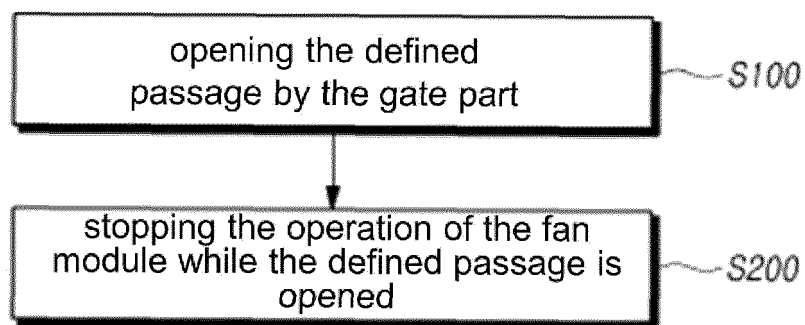 opening the defined
passage by the gate part
S100
stopping the operation of the fan
module while the defined passage is
opened
S200